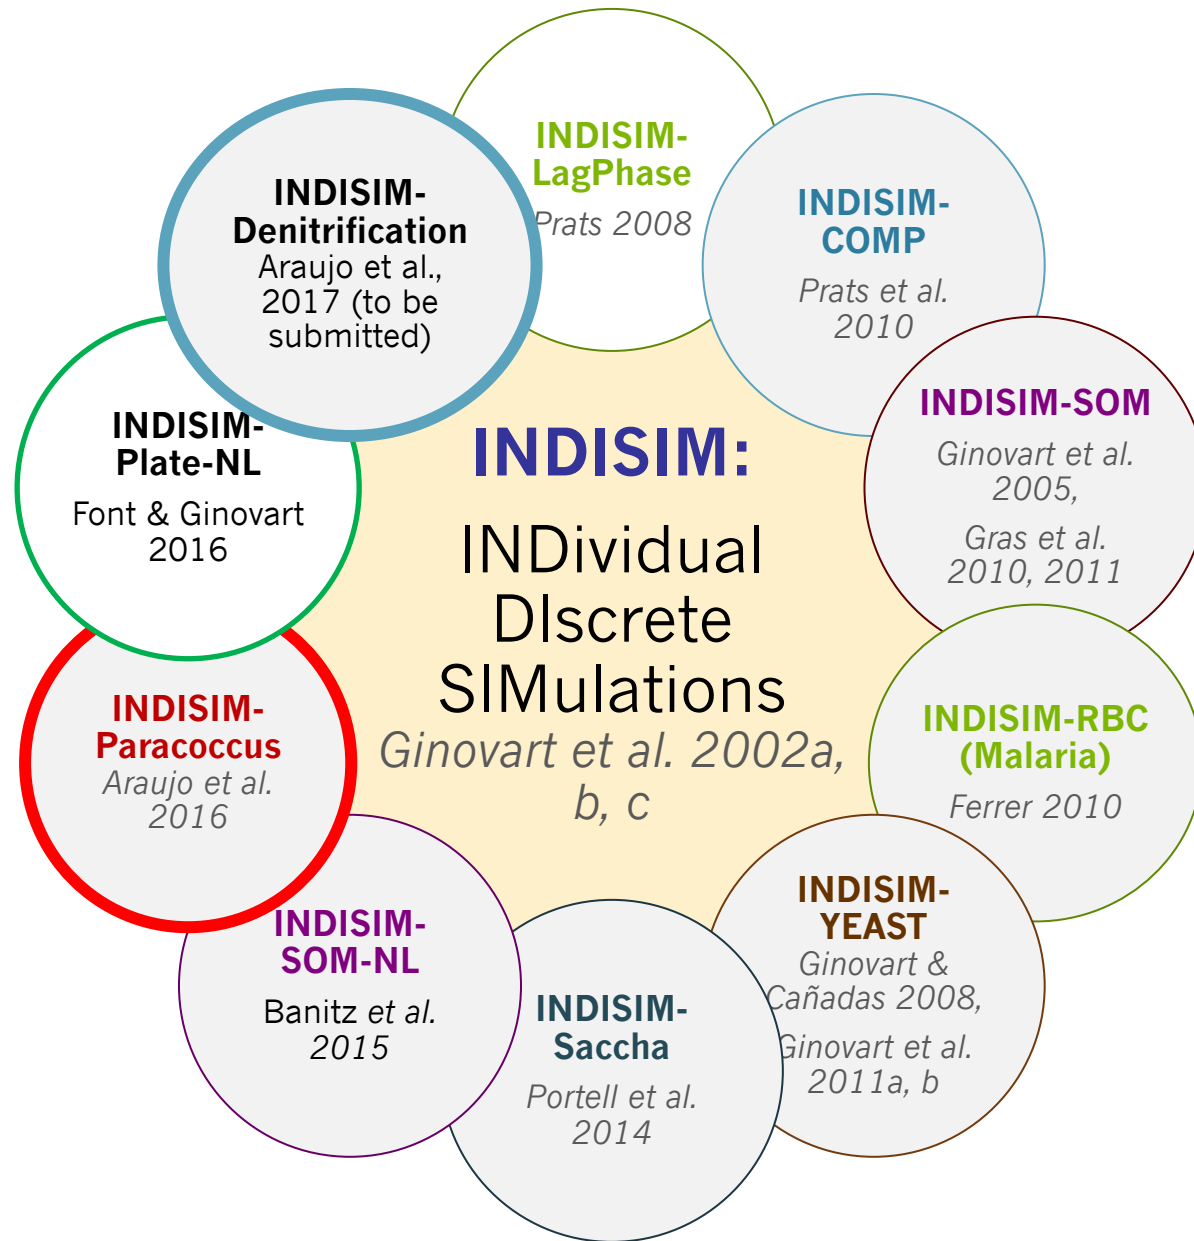 INDISIM-
LagPhase
Prats 2008
INDISIM-
COMP
Prats et al.
2010
INDISIM-SOM
Ginovart et al.
2005,
Gras et al.
2010, 2011
INDISIM-RBC
(Malaria)
Ferrer 2010
INDISIM-
YEAST
Ginovart &
Cañadas 2008,
Ginovart et al.
2011a, b
INDISIM-
Saccha
Portell et al.
2014
INDISIM-
SOM-NL
Banitz et al.
2015
INDISIM-
Paracoccus
Araujo et al.
2016
INDISIM-
Plate-NL
Font & Ginovart
2016
INDISIM-
Denitrification
Araujo et al.,
2017 (to be
submitted)
INDISIM:
INDividual
DIscrete
SIMulations
Ginovart et al. 2002a,
b, c